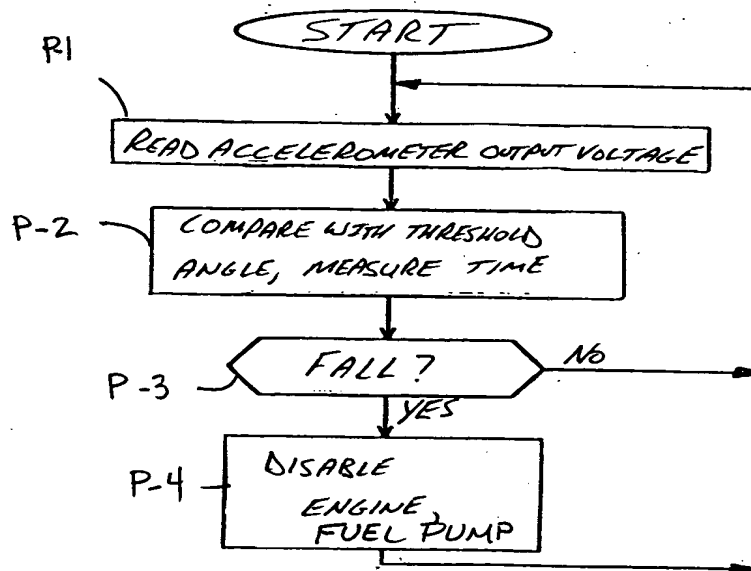 START
P1
READ ACCELEROMETER OUTPUT VOLTAGE
P-2
COMPARE WITH THRESHOLD
ANGLE, MEASURE TIME
FALL?
NO
P-3
YES
DISABLE
P-4
ENGINE,
FUEL PUMP